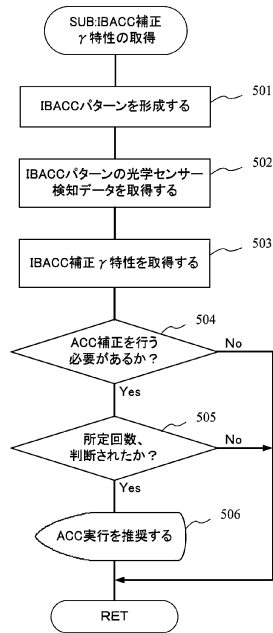 SUB:IBACC補正
γ特性の取得
501
IBACCパターンを形成する
502
IBACCパターンの光学センサー
検知データを取得する
503
IBACC補正γ特性を取得する
504
ACC補正を行う
必要があるか？
No
Yes
505
所定回数、
判断されたか？
No
Yes
506
ACC実行を推奨する
RET